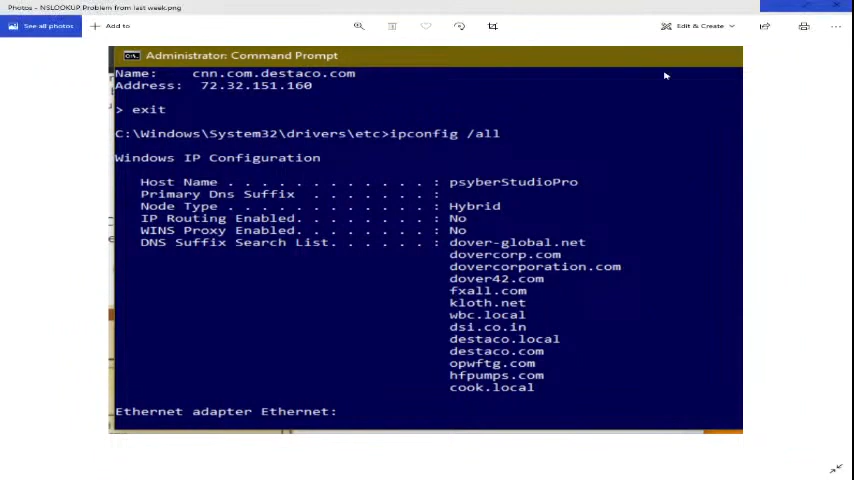 Photos - NSLOOKUP Problem from last week.png
See all photos
Add to
Edit & Create
Administrator: Command Prompt
Name:    cnn.com.destaco.com
Address:  72.32.151.160
> exit
C:\Windows\System32\drivers\etc>ipconfig /all
Windows IP Configuration
Host Name . . . . . . . . . . . . : psyberStudioPro
Primary Dns Suffix  . . . . . . . :
Node Type . . . . . . . . . . . . : Hybrid
IP Routing Enabled. . . . . . . . : No
WINS Proxy Enabled. . . . . . . . : No
DNS Suffix Search List. . . . . . : dover-global.net
dovercorp.com
dovercorporation.com
dover42.com
fxall.com
kloth.net
wbc.local
dsi.co.in
destaco.local
destaco.com
opwftg.com
hfpumps.com
cook.local
Ethernet adapter Ethernet: